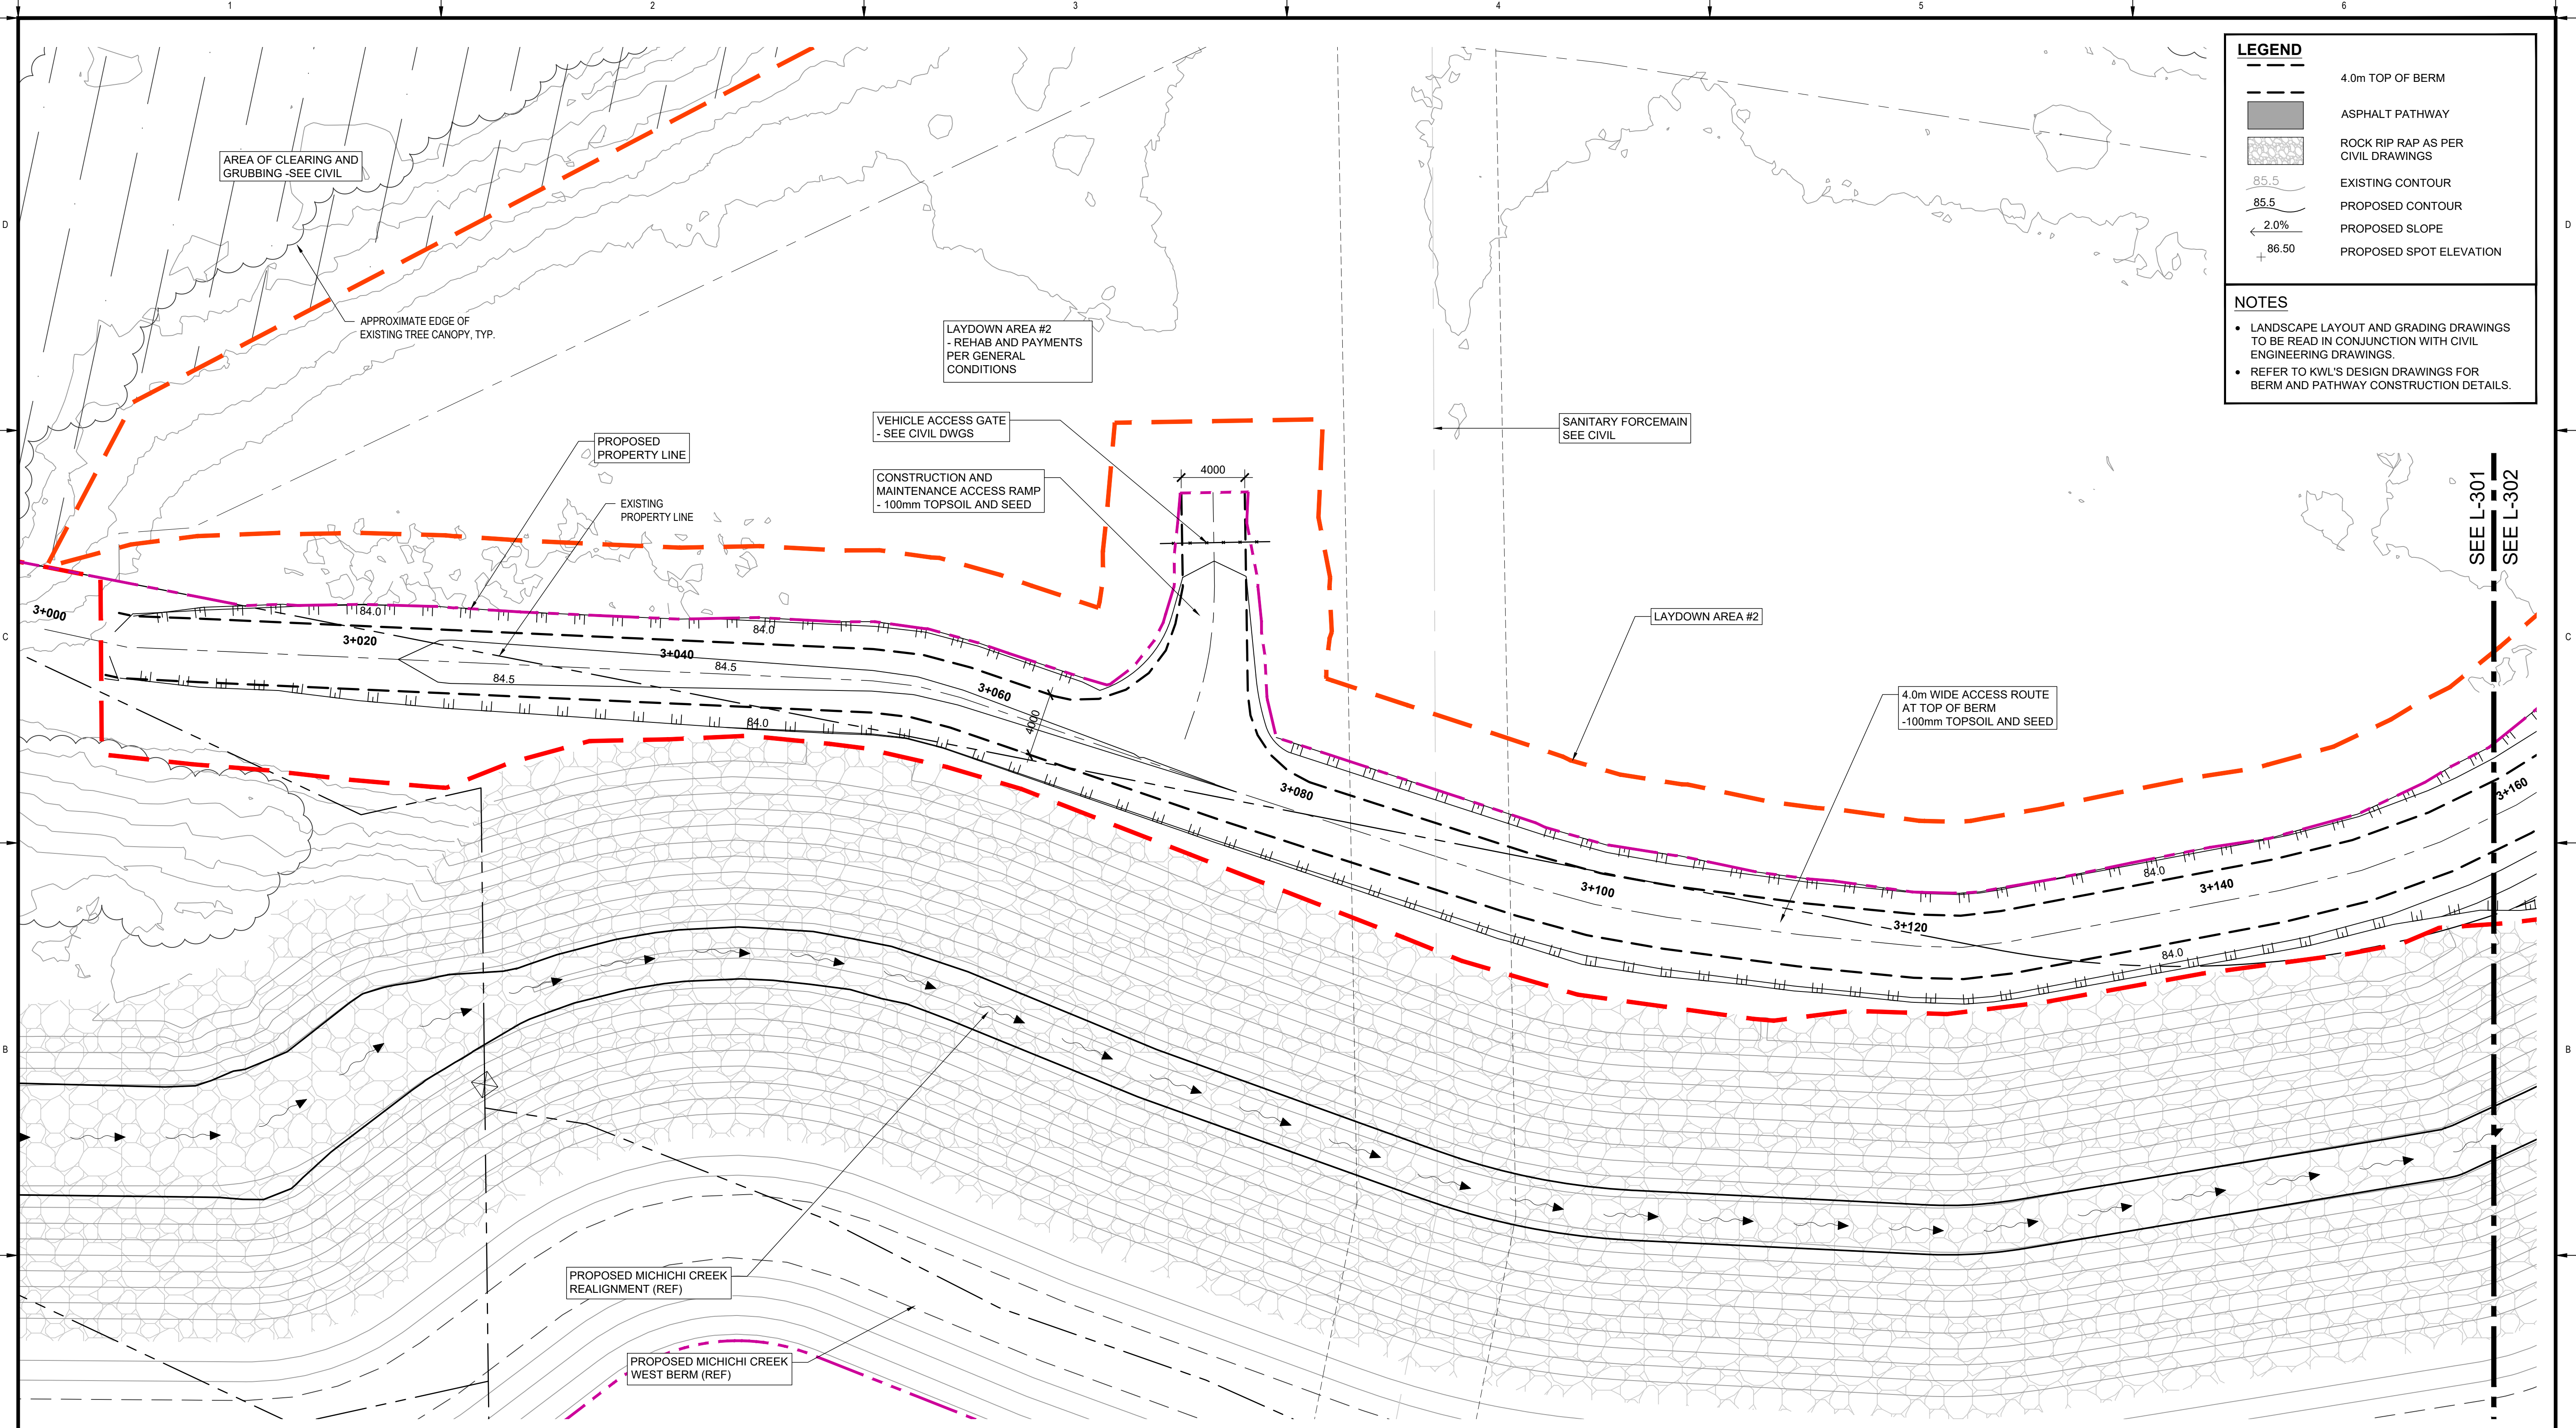 1
2
3
4
5
6
LEGEND
4.0m TOP OF BERM
ASPHALT PATHWAY
ROCK RIP RAP AS PER
CIVIL DRAWINGS
85.5
EXISTING CONTOUR
85.5
PROPOSED CONTOUR
2.0%
PROPOSED SLOPE
86.50
PROPOSED SPOT ELEVATION
NOTES
• LANDSCAPE LAYOUT AND GRADING DRAWINGS
TO BE READ IN CONJUNCTION WITH CIVIL
ENGINEERING DRAWINGS.
• REFER TO KWL'S DESIGN DRAWINGS FOR
BERM AND PATHWAY CONSTRUCTION DETAILS.
AREA OF CLEARING AND
GRUBBING -SEE CIVIL
D
D
APPROXIMATE EDGE OF
EXISTING TREE CANOPY, TYP.
LAYDOWN AREA #2
- REHAB AND PAYMENTS
PER GENERAL
CONDITIONS
VEHICLE ACCESS GATE
- SEE CIVIL DWGS
SANITARY FORCEMAIN
SEE CIVIL
PROPOSED
PROPERTY LINE
CONSTRUCTION AND
MAINTENANCE ACCESS RAMP
- 100mm TOPSOIL AND SEED
4000
EXISTING
PROPERTY LINE
SEE L-301
SEE L-302
3+000
84.0
84.0
C
C
3+020
3+040
84.5
84.5
3+060
4000
84.0
LAYDOWN AREA #2
4.0m WIDE ACCESS ROUTE
AT TOP OF BERM
-100mm TOPSOIL AND SEED
3+080
3+160
3+100
84.0
3+140
3+120
84.0
B
B
PROPOSED MICHICHI CREEK
REALIGNMENT (REF)
PROPOSED MICHICHI CREEK
WEST BERM (REF)